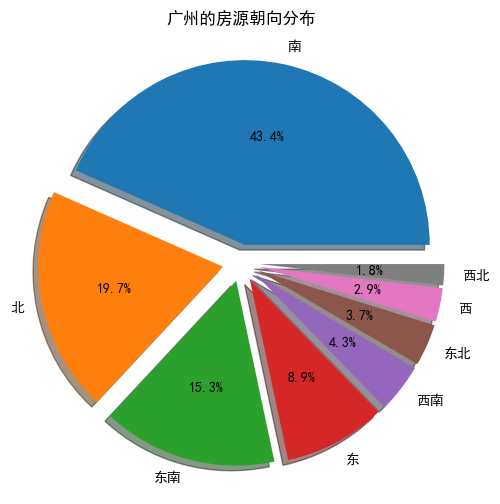 广州的房源朝向分布
南
43.4%
北
19.7%
东南
15.3%
东
8.9%
西南
4.3%
东北
3.7%
西
2.9%
西北
1.8%